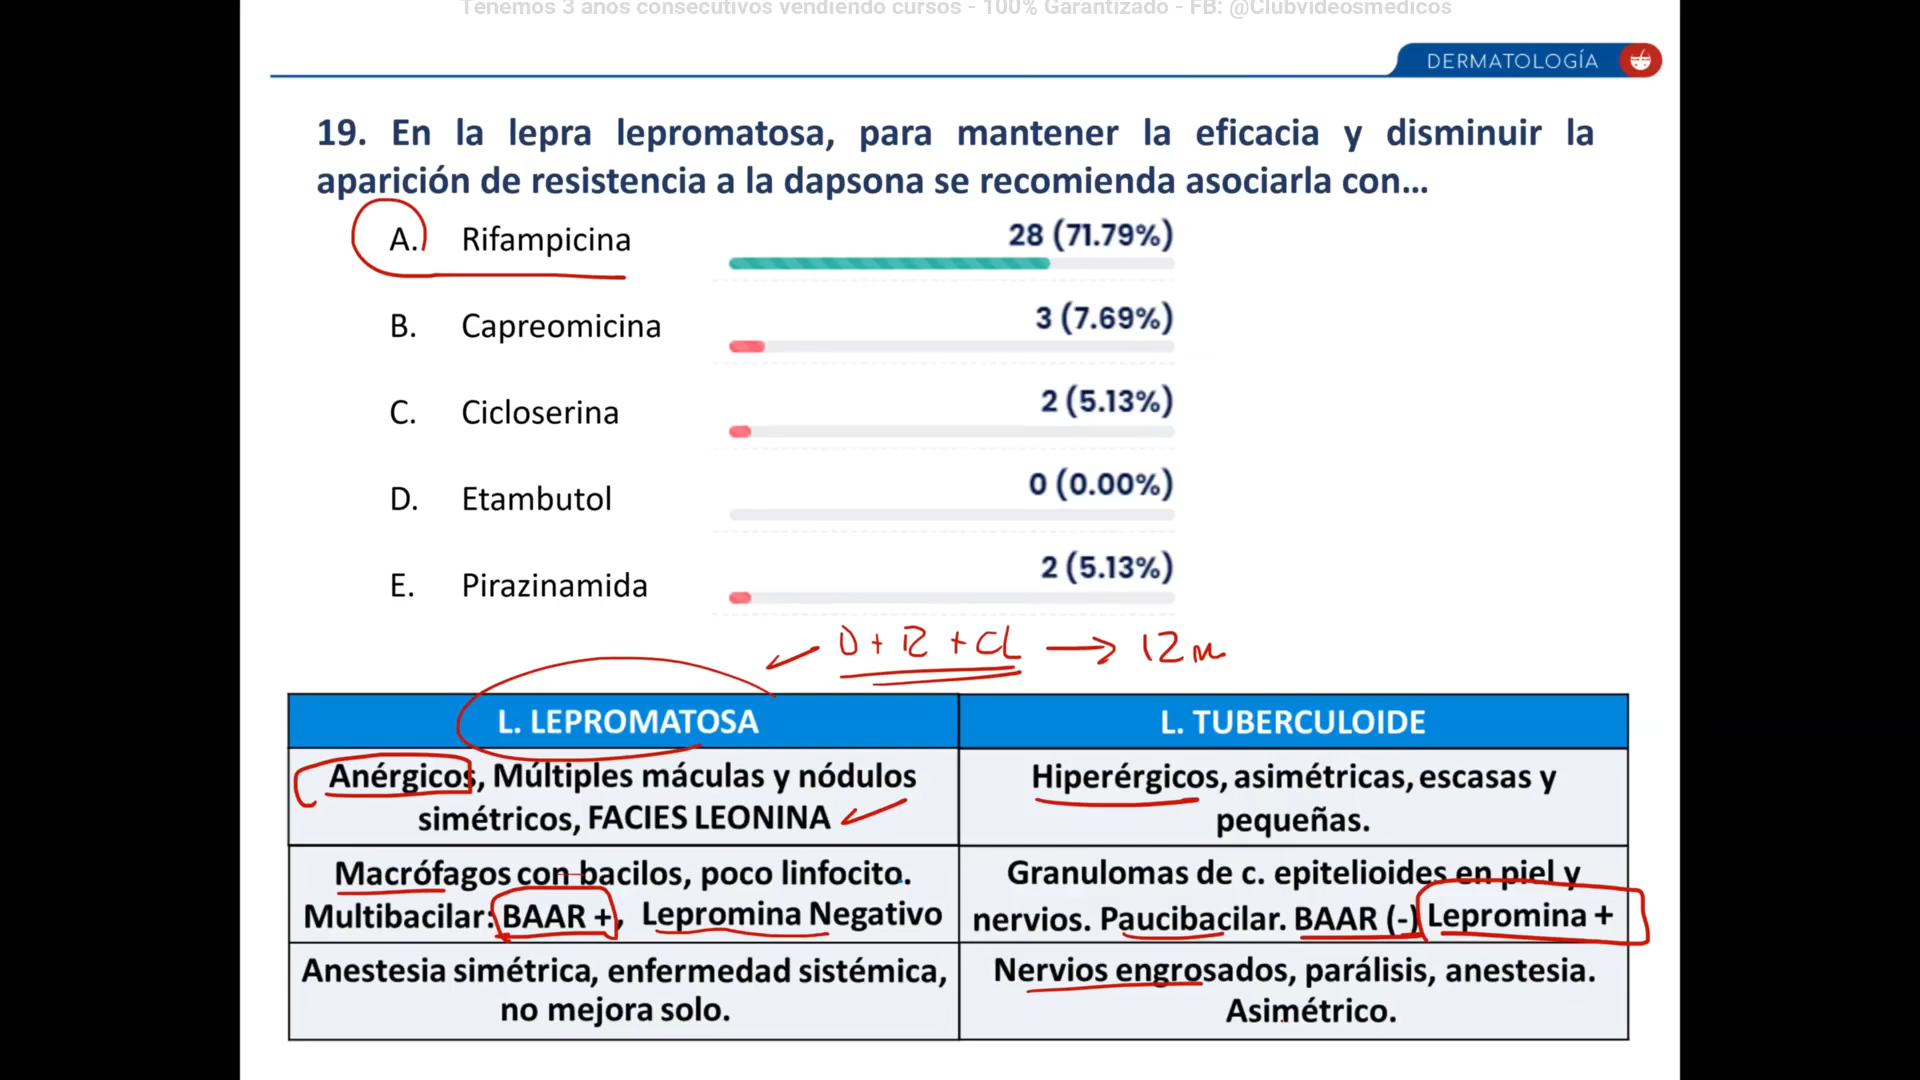 Tenemos 3 anos consecutivos vendiendo cursos - 100% Garantizado - FB: @Clubvideosmedicos
DERMATOLOGÍA
19. En la lepra lepromatosa, para mantener la eficacia y disminuir la
aparición de resistencia a la dapsona se recomienda asociarla con...
A. Rifampicina 28 (71.79%)
B. Capreomicina 3 (7.69%)
C. Cicloserina 2 (5.13%)
D. Etambutol 0 (0.00%)
E. Pirazinamida 2 (5.13%)
D + R + CL → 12 m
L. LEPROMATOSA
Anérgicos, Múltiples máculas y nódulos
simétricos, FACIES LEONINA
Macrófagos con bacilos, poco linfocito.
Multibacilar: BAAR +, Lepromina Negativo
Anestesia simétrica, enfermedad sistémica,
no mejora solo.
L. TUBERCULOIDE
Hiperérgicos, asimétricas, escasas y
pequeñas.
Granulomas de c. epitelioides en piel y
nervios. Paucibacilar. BAAR (-) Lepromina +
Nervios engrosados, parálisis, anestesia.
Asimétrico.